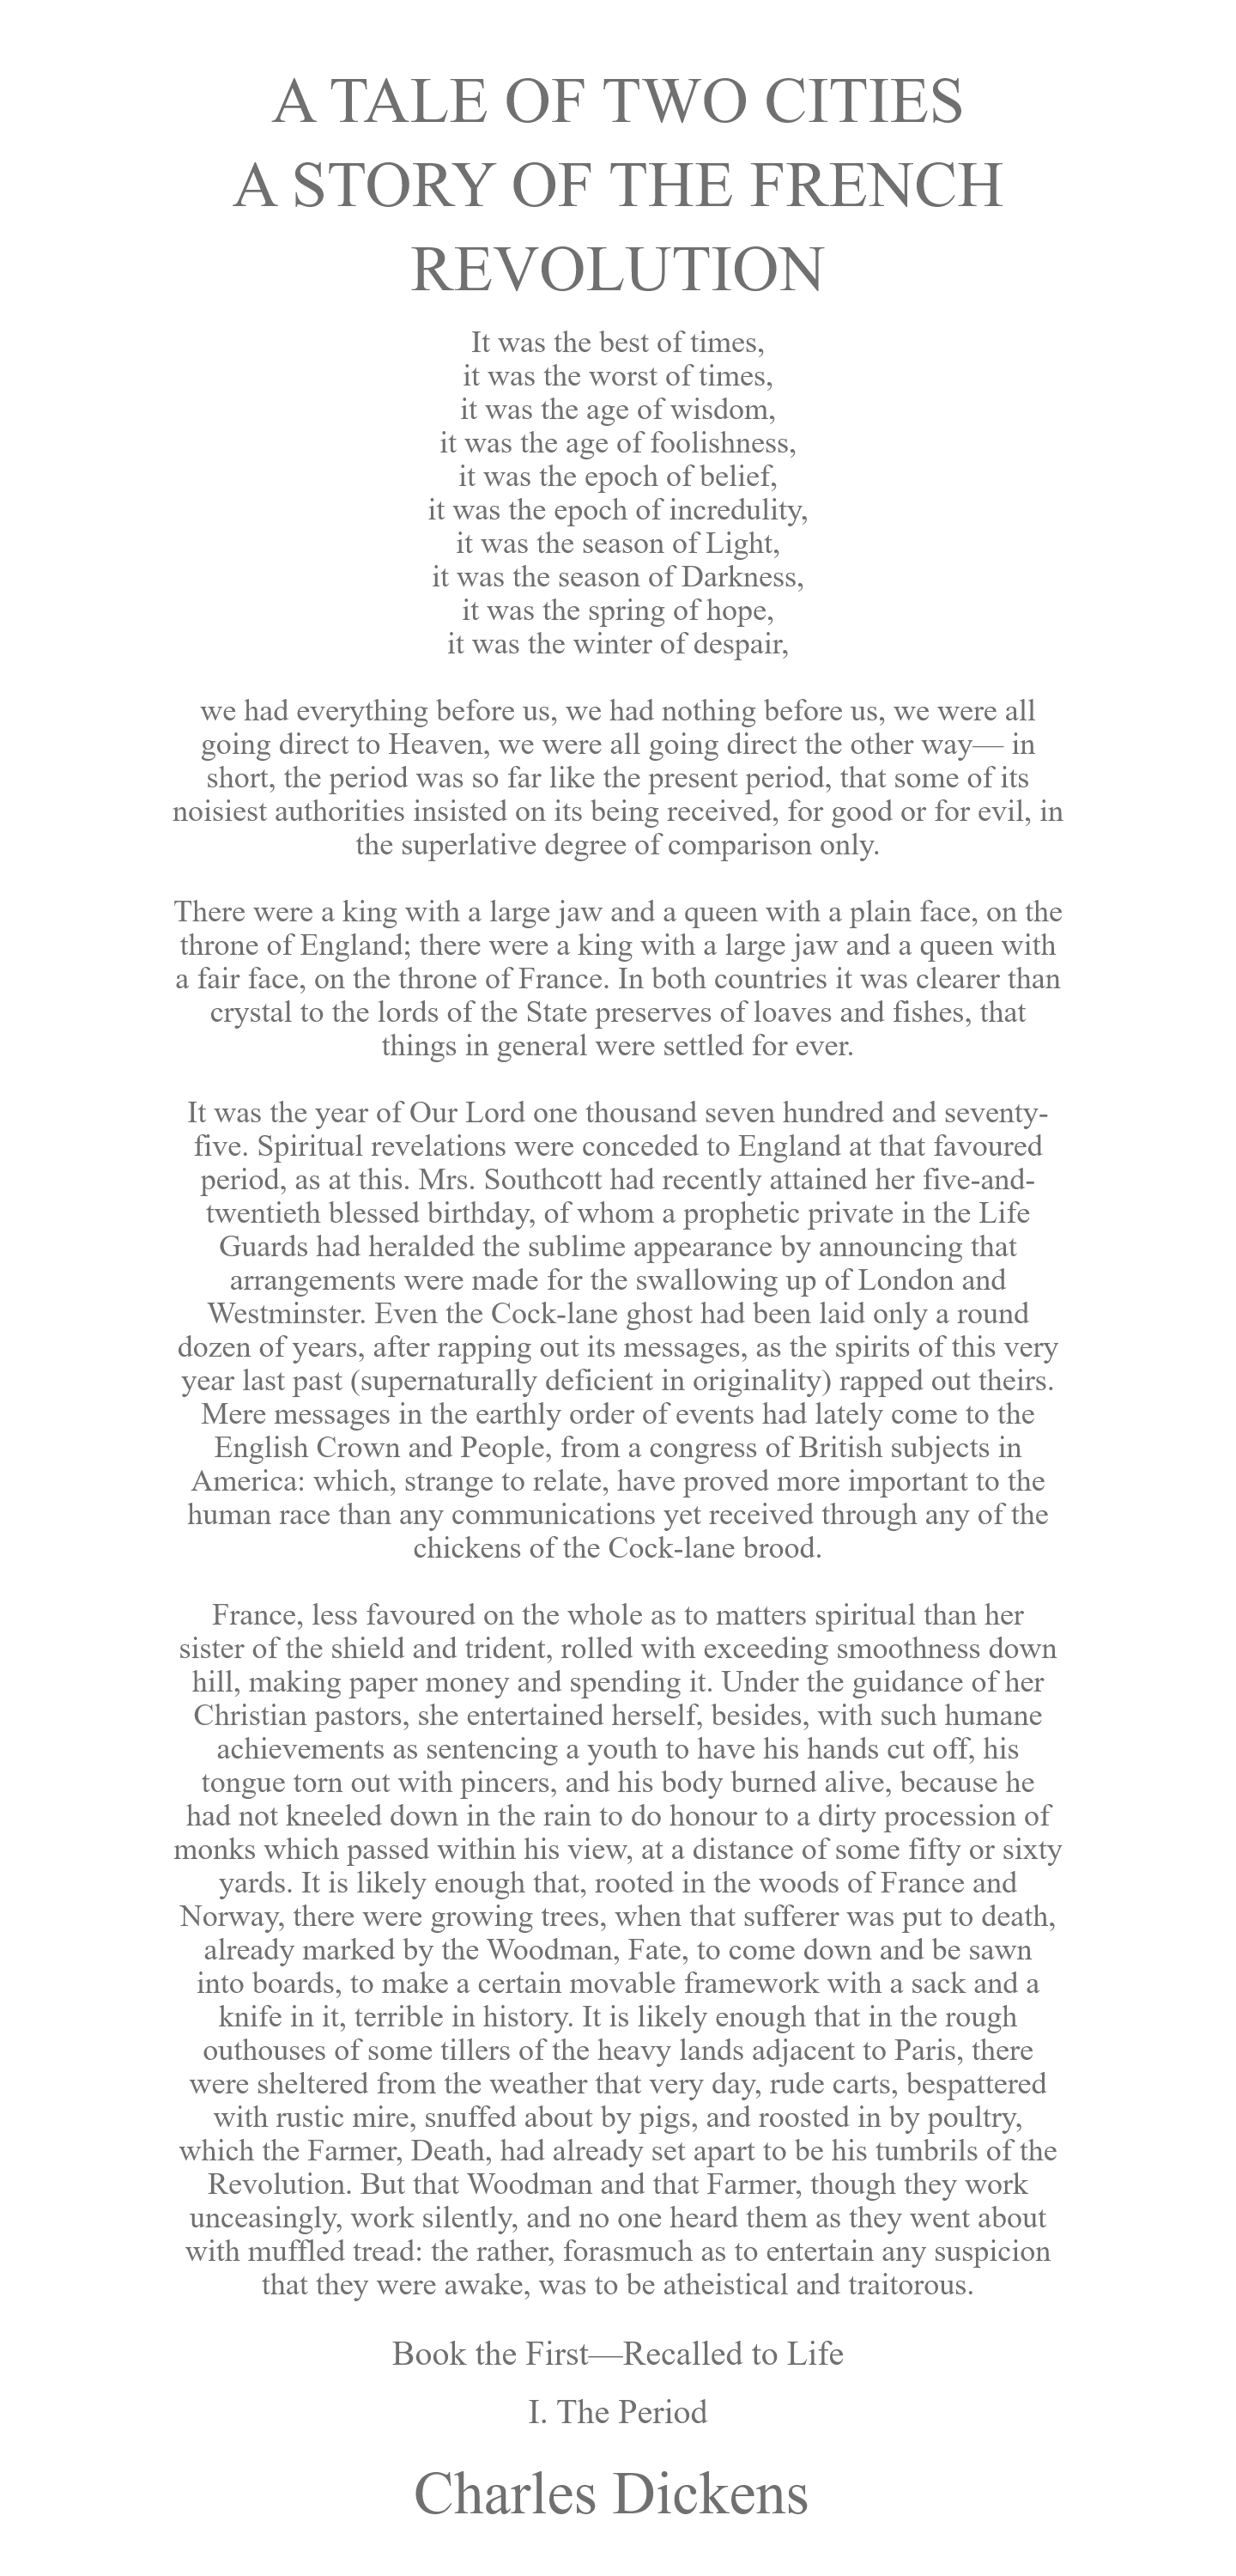 A TALE OF TWO CITIES
A STORY OF THE FRENCH
REVOLUTION
It was the best of times,
it was the worst of times,
it was the age of wisdom,
it was the age of foolishness,
it was the epoch of belief,
it was the epoch of incredulity,
it was the season of Light,
it was the season of Darkness,
it was the spring of hope,
it was the winter of despair,
we had everything before us, we had nothing before us, we were all
going direct to Heaven, we were all going direct the other way— in
short, the period was so far like the present period, that some of its
noisiest authorities insisted on its being received, for good or for evil, in
the superlative degree of comparison only.
There were a king with a large jaw and a queen with a plain face, on the
throne of England; there were a king with a large jaw and a queen with
a fair face, on the throne of France. In both countries it was clearer than
crystal to the lords of the State preserves of loaves and fishes, that
things in general were settled for ever.
It was the year of Our Lord one thousand seven hundred and seventy-
five. Spiritual revelations were conceded to England at that favoured
period, as at this. Mrs. Southcott had recently attained her five-and-
twentieth blessed birthday, of whom a prophetic private in the Life
Guards had heralded the sublime appearance by announcing that
arrangements were made for the swallowing up of London and
Westminster. Even the Cock-lane ghost had been laid only a round
dozen of years, after rapping out its messages, as the spirits of this very
year last past (supernaturally deficient in originality) rapped out theirs.
Mere messages in the earthly order of events had lately come to the
English Crown and People, from a congress of British subjects in
America: which, strange to relate, have proved more important to the
human race than any communications yet received through any of the
chickens of the Cock-lane brood.
France, less favoured on the whole as to matters spiritual than her
sister of the shield and trident, rolled with exceeding smoothness down
hill, making paper money and spending it. Under the guidance of her
Christian pastors, she entertained herself, besides, with such humane
achievements as sentencing a youth to have his hands cut off, his
tongue torn out with pincers, and his body burned alive, because he
had not kneeled down in the rain to do honour to a dirty procession of
monks which passed within his view, at a distance of some fifty or sixty
yards. It is likely enough that, rooted in the woods of France and
Norway, there were growing trees, when that sufferer was put to death,
already marked by the Woodman, Fate, to come down and be sawn
into boards, to make a certain movable framework with a sack and a
knife in it, terrible in history. It is likely enough that in the rough
outhouses of some tillers of the heavy lands adjacent to Paris, there
were sheltered from the weather that very day, rude carts, bespattered
with rustic mire, snuffed about by pigs, and roosted in by poultry,
which the Farmer, Death, had already set apart to be his tumbrils of the
Revolution. But that Woodman and that Farmer, though they work
unceasingly, work silently, and no one heard them as they went about
with muffled tread: the rather, forasmuch as to entertain any suspicion
that they were awake, was to be atheistical and traitorous.
Book the First—Recalled to Life
I. The Period
Charles Dickens